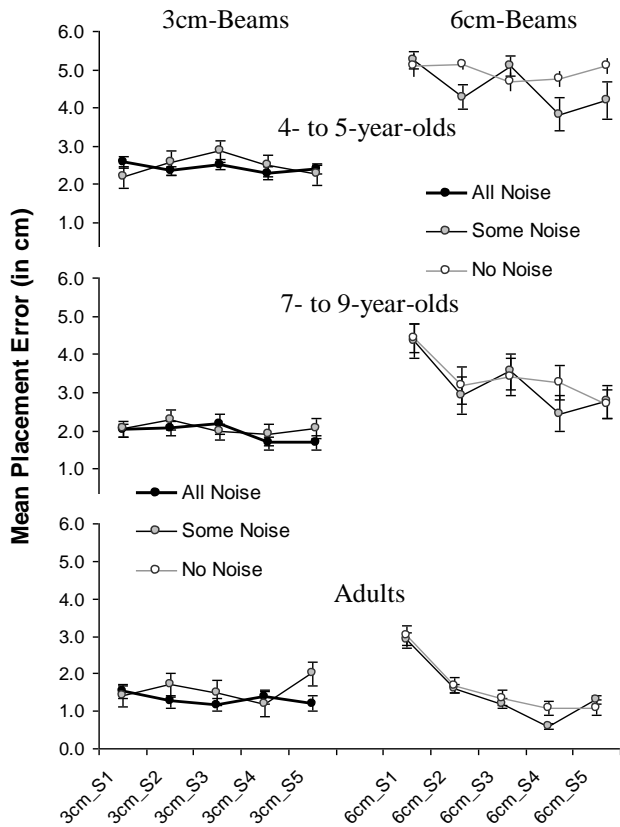 3cm-Beams 6cm-Beams
6.0
5.0
4.0
4- to 5-year-olds
3.0
2.0
1.0
All Noise
Some Noise
No Noise
Mean Placement Error (in cm)
6.0
7- to 9-year-olds
5.0
4.0
3.0
2.0
1.0
All Noise
Some Noise
No Noise
6.0
5.0
4.0
Adults
3.0
2.0
1.0
0.0
3cm_S1 3cm_S2 3cm_S3 3cm_S4 3cm_S5 6cm_S1 6cm_S2 6cm_S3 6cm_S4 6cm_S5